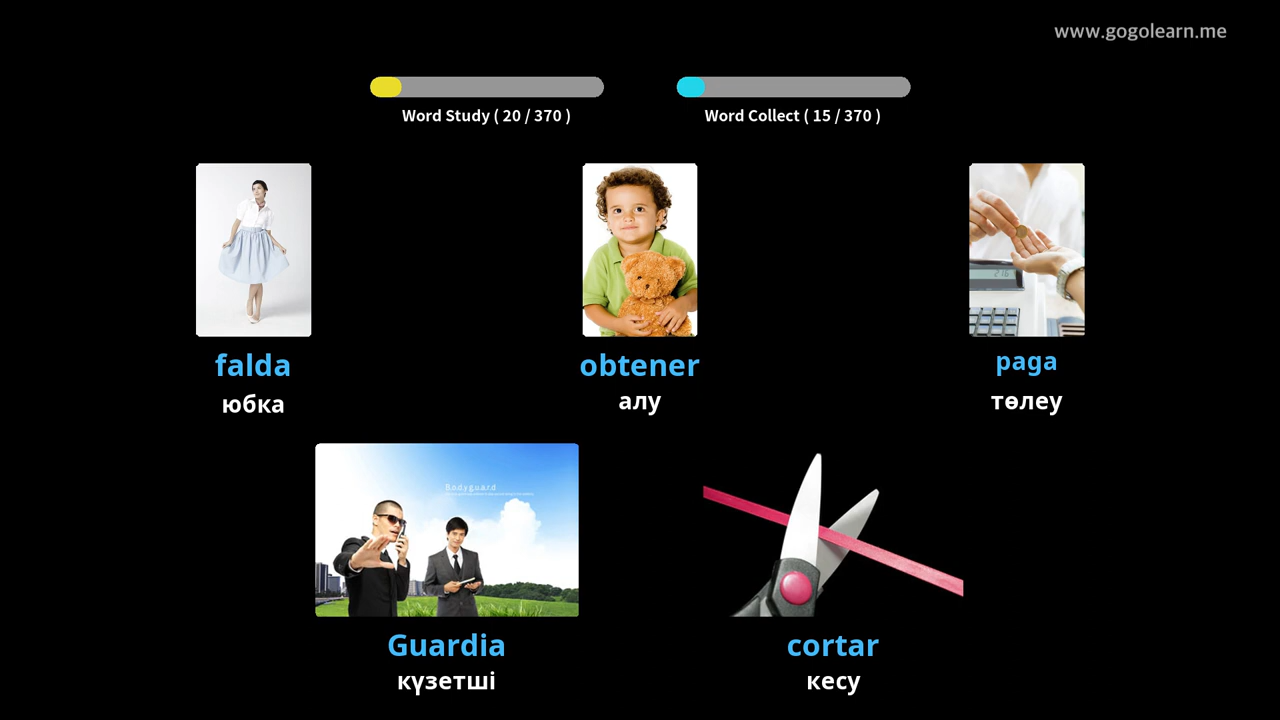 www.gogolearn.me
Word Study ( 20 / 370 )
Word Collect ( 15 / 370 )
falda
юбка
obtener
алу
paga
төлеу
Bodyguard
Guardia
күзетші
cortar
кесу